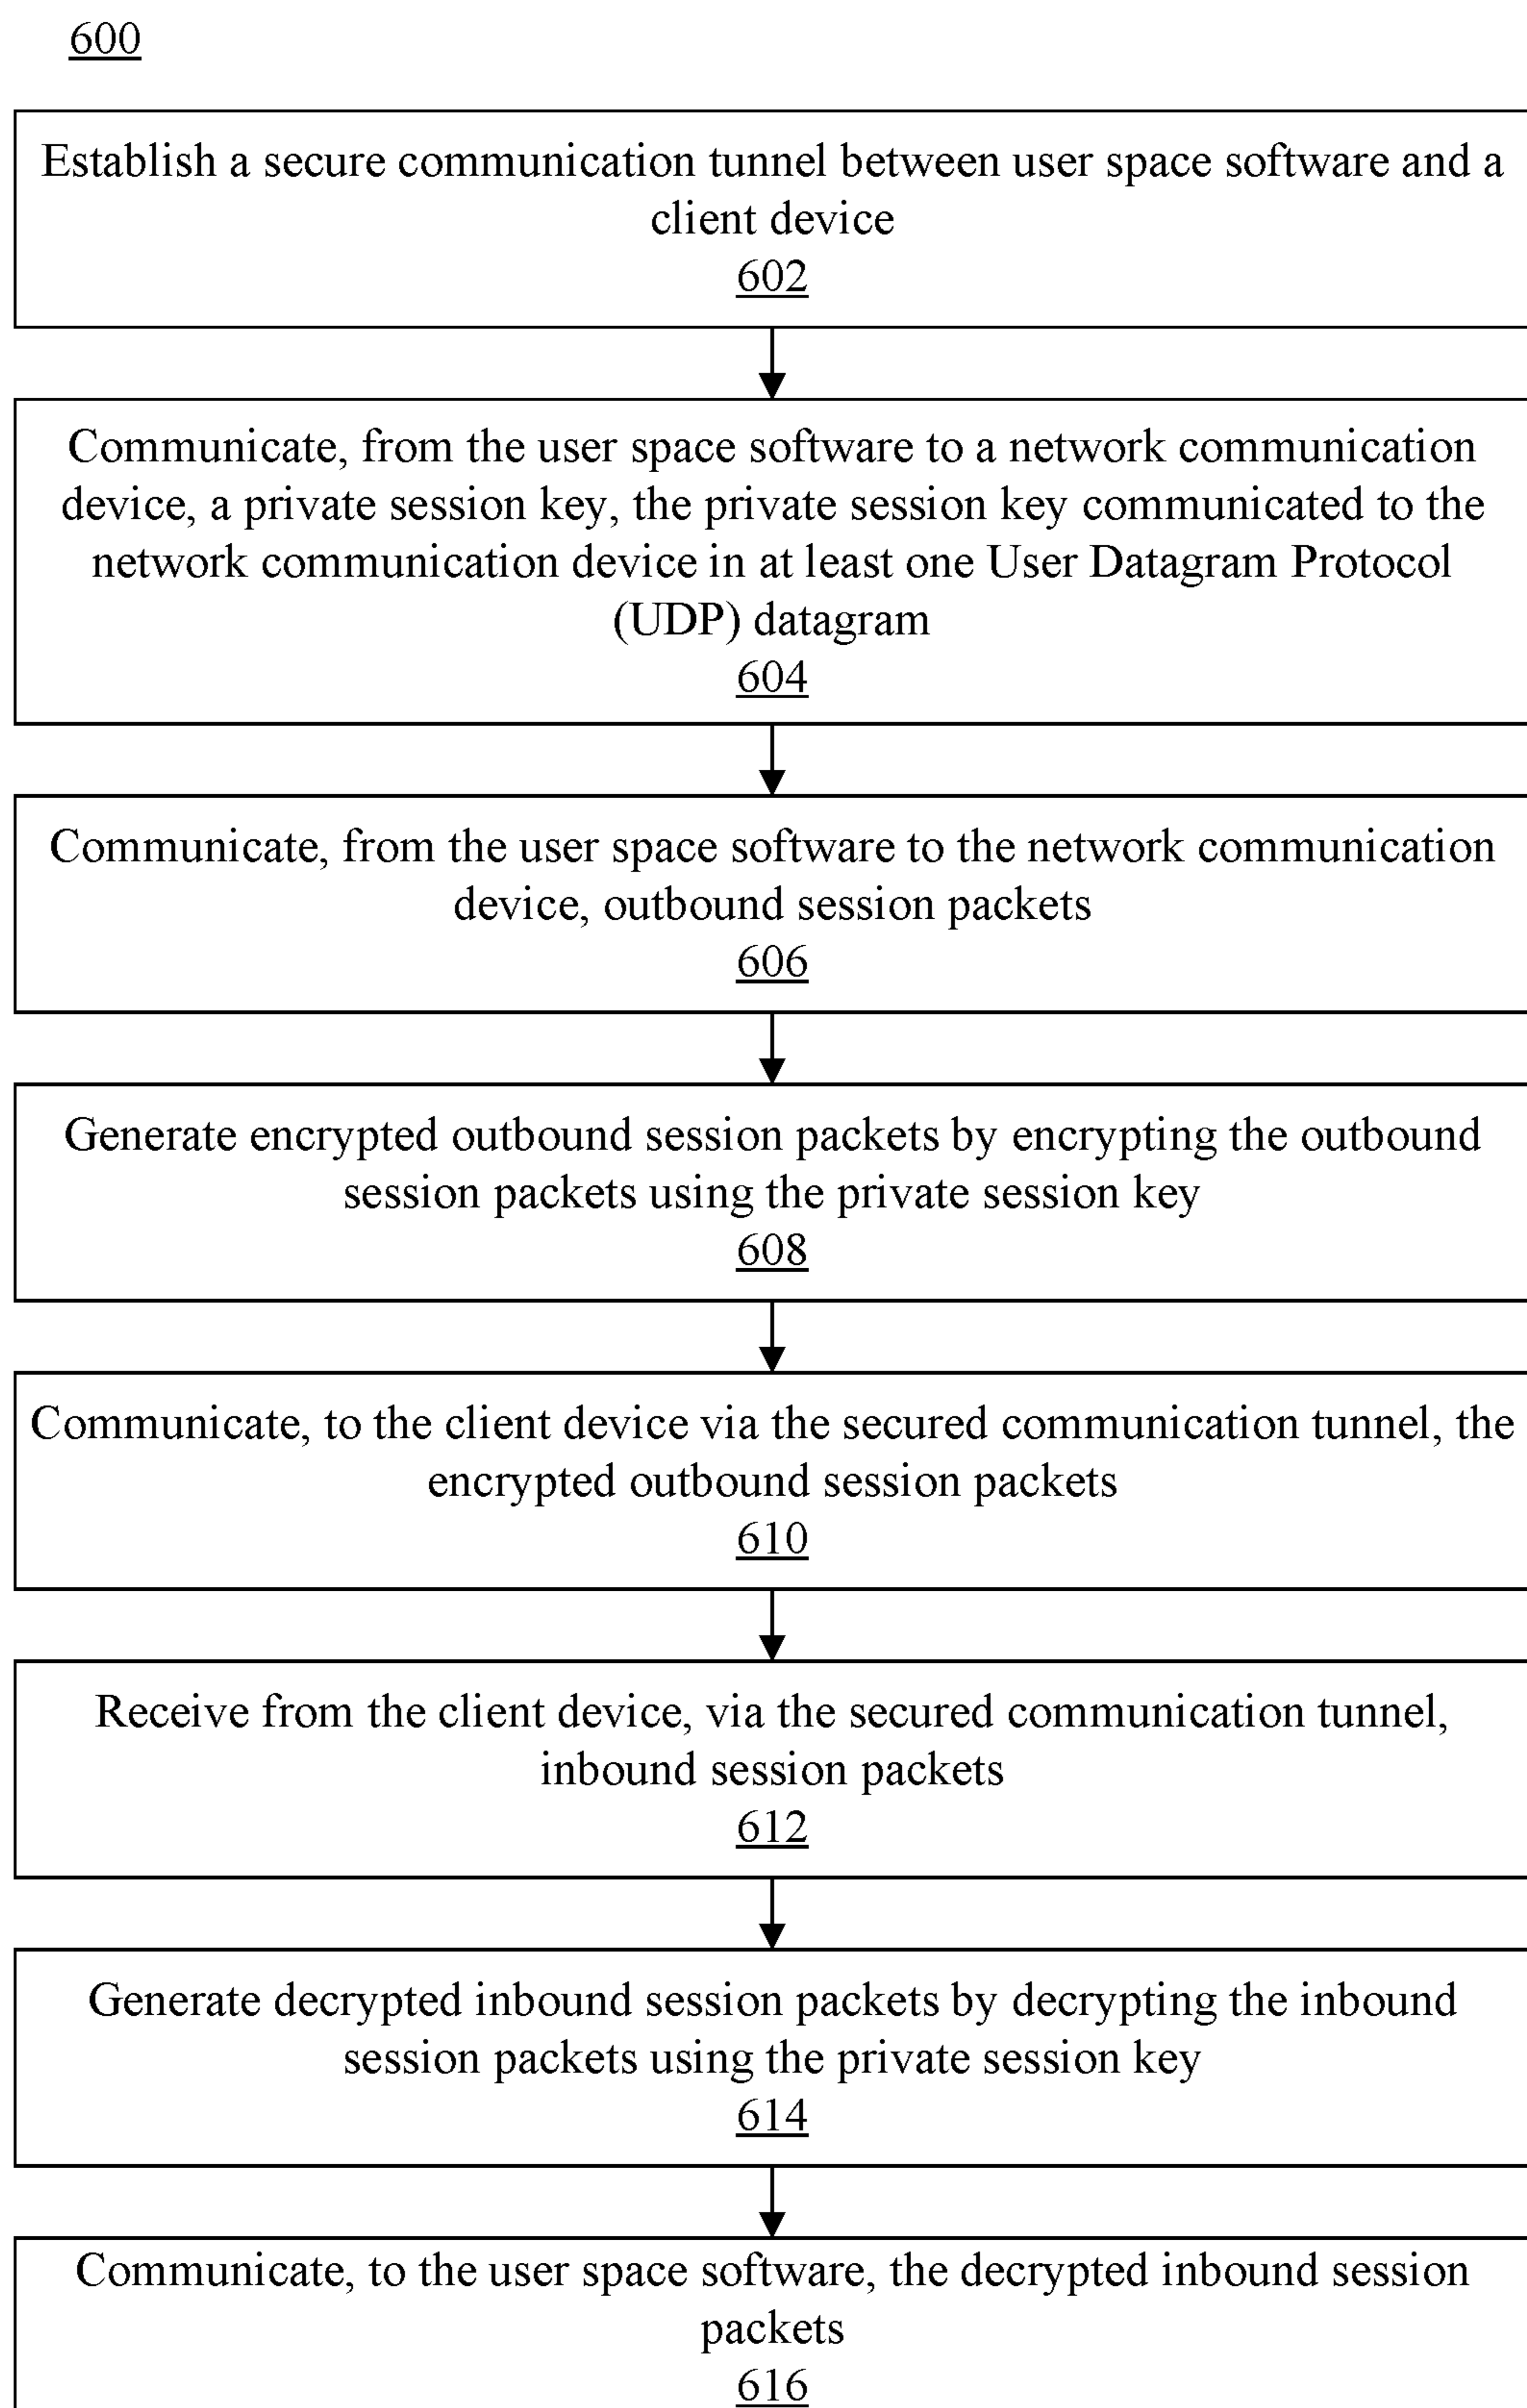 600
Establish a secure communication tunnel between user space software and a
client device
602
Communicate, from the user space software to a network communication
device, a private session key, the private session key communicated to the
network communication device in at least one User Datagram Protocol
(UDP) datagram
604
Communicate, from the user space software to the network communication
device, outbound session packets
606
Generate encrypted outbound session packets by encrypting the outbound
session packets using the private session key
608
Communicate, to the client device via the secured communication tunnel, the
encrypted outbound session packets
610
Receive from the client device, via the secured communication tunnel,
inbound session packets
612
Generate decrypted inbound session packets by decrypting the inbound
session packets using the private session key
614
Communicate, to the user space software, the decrypted inbound session
packets
616